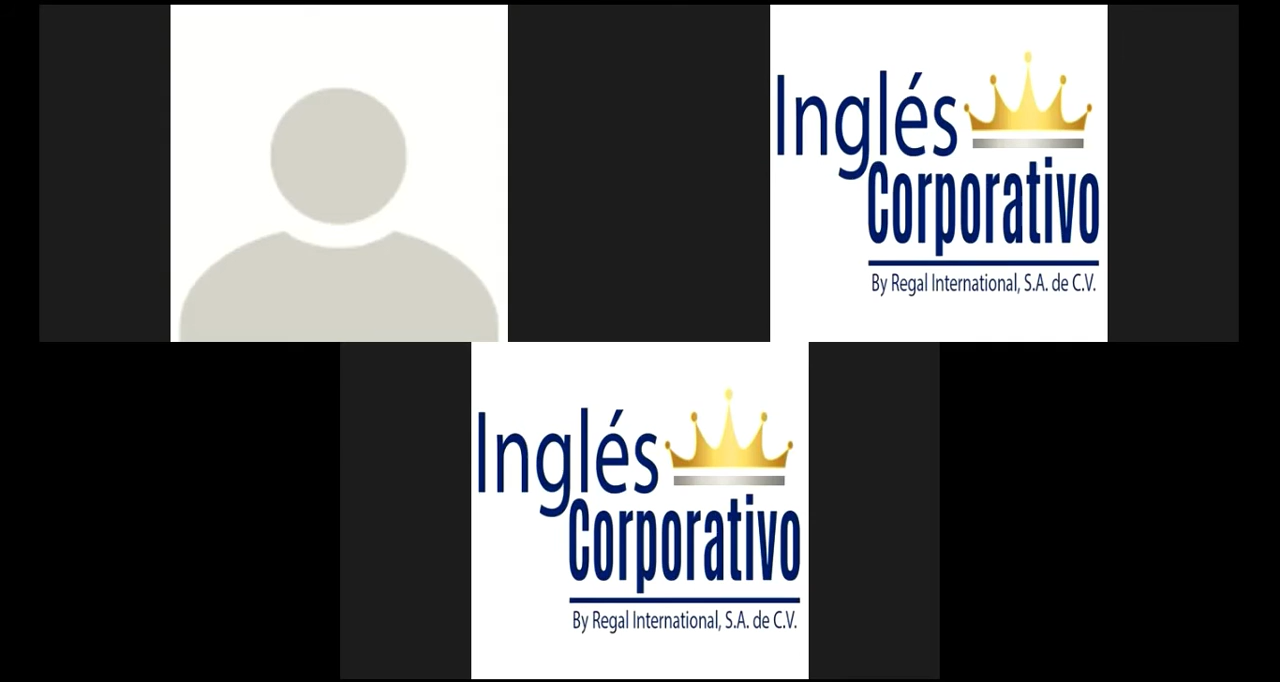 Inglés
Corporativo
By Regal International, S.A. de C.V.
Inglés
Corporativo
By Regal International, S.A. de C.V.